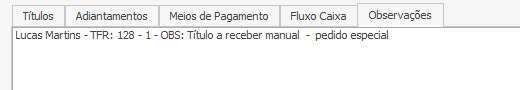 Títulos Adiantamentos Meios de Pagamento Fluxo Caixa Observações
Lucas Martins - TFR: 128 - 1 - OBS: Título a receber manual - pedido especial